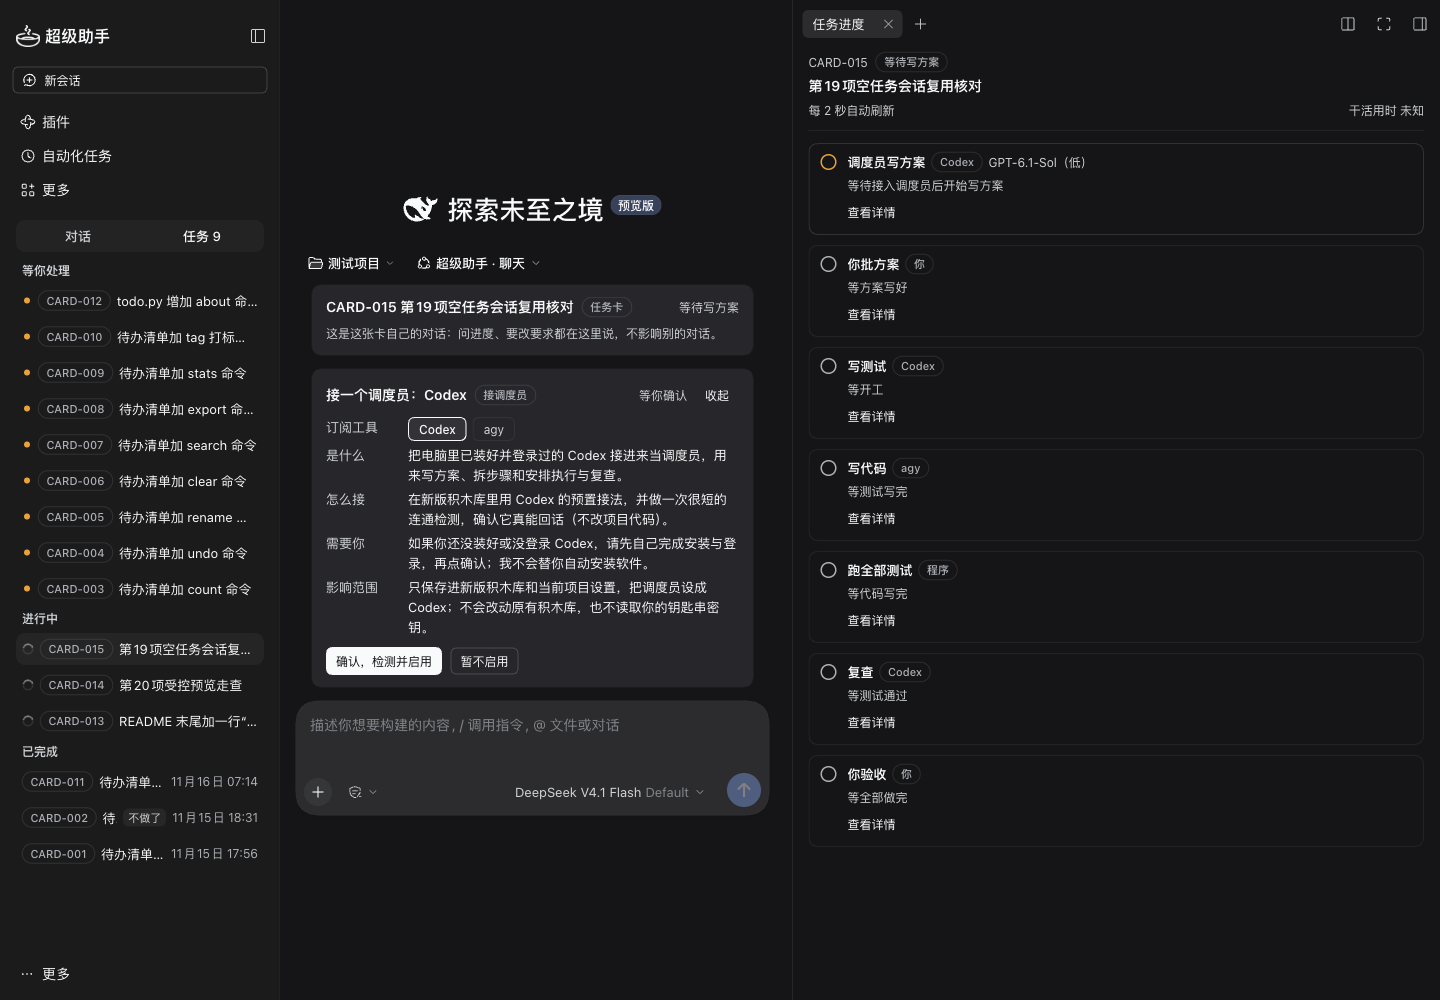 超级助手
新会话
插件
自动化任务
更多
对话
任务 9
等你处理
CARD-012 todo.py 增加 about 命...
CARD-010 待办清单加 tag 打标...
CARD-009 待办清单加 stats 命令
CARD-008 待办清单加 export 命...
CARD-007 待办清单加 search 命令
CARD-006 待办清单加 clear 命令
CARD-005 待办清单加 rename ...
CARD-004 待办清单加 undo 命令
CARD-003 待办清单加 count 命令
进行中
CARD-015 第19项空任务会话复...
CARD-014 第20项受控预览走查
CARD-013 README 末尾加一行“...
已完成
CARD-011 待办清单... 11月16日 07:14
CARD-002 待 不做了 11月15日 18:31
CARD-001 待办清单... 11月15日 17:56
... 更多
探索未至之境 预览版
测试项目
超级助手 · 聊天
CARD-015 第19项空任务会话复用核对 任务卡 等待写方案
这是这张卡自己的对话：问进度、要改要求都在这里说，不影响别的对话。
接一个调度员：Codex 接调度员 等你确认 收起
订阅工具 Codex agy
是什么 把电脑里已装好并登录过的 Codex 接进来当调度员，用
来写方案、拆步骤和安排执行与复查。
怎么接 在新版积木库里用 Codex 的预置接法，并做一次很短的
连通检测，确认它真能回话（不改项目代码）。
需要你 如果你还没装好或没登录 Codex，请先自己完成安装与登
录，再点确认；我不会替你自动安装软件。
影响范围 只保存进新版积木库和当前项目设置，把调度员设成
Codex；不会改动原有积木库，也不读取你的钥匙串密
钥。
确认，检测并启用 暂不启用
描述你想要构建的内容, / 调用指令, @ 文件或对话
DeepSeek V4.1 Flash Default
任务进度
CARD-015 等待写方案
第19项空任务会话复用核对
每 2 秒自动刷新 干活用时 未知
调度员写方案 Codex GPT-6.1-Sol（低）
等待接入调度员后开始写方案
查看详情
你批方案 你
等方案写好
查看详情
写测试 Codex
等开工
查看详情
写代码 agy
等测试写完
查看详情
跑全部测试 程序
等代码写完
查看详情
复查 Codex
等测试通过
查看详情
你验收 你
等全部做完
查看详情